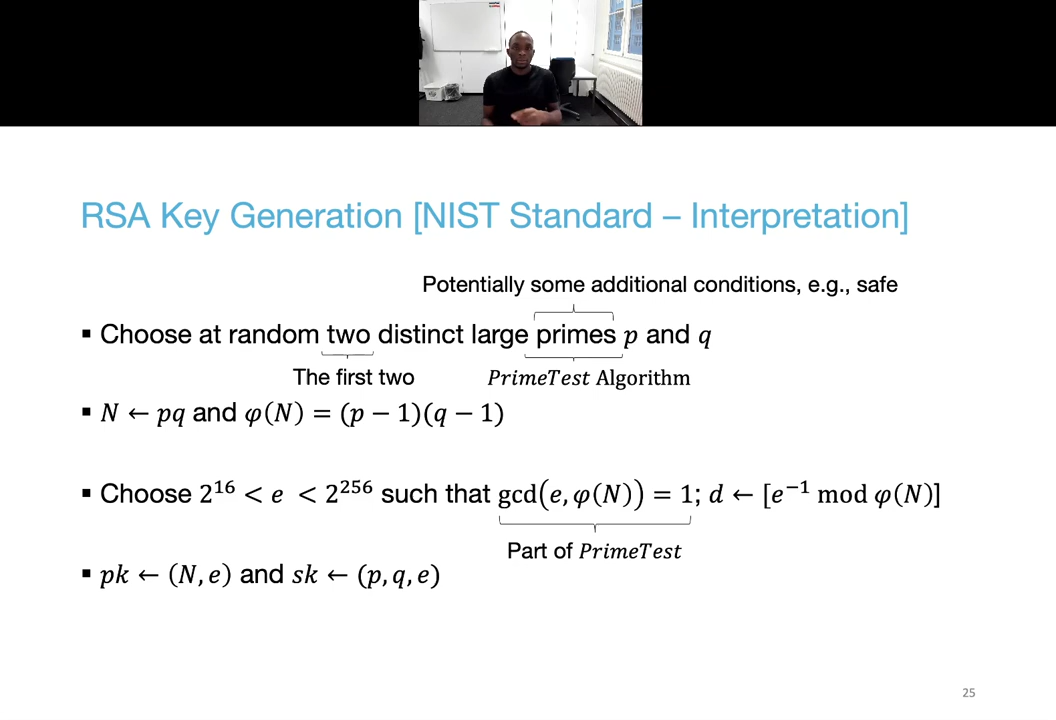 RSA Key Generation [NIST Standard – Interpretation]
Potentially some additional conditions, e.g., safe
▪ Choose at random two distinct large primes p and q
The first two PrimeTest Algorithm
▪ N ← pq and φ(N) = (p − 1)(q − 1)
▪ Choose 2^16 < e < 2^256 such that gcd(e, φ(N)) = 1; d ← [e^−1 mod φ(N)]
Part of PrimeTest
▪ pk ← (N, e) and sk ← (p, q, e)
25